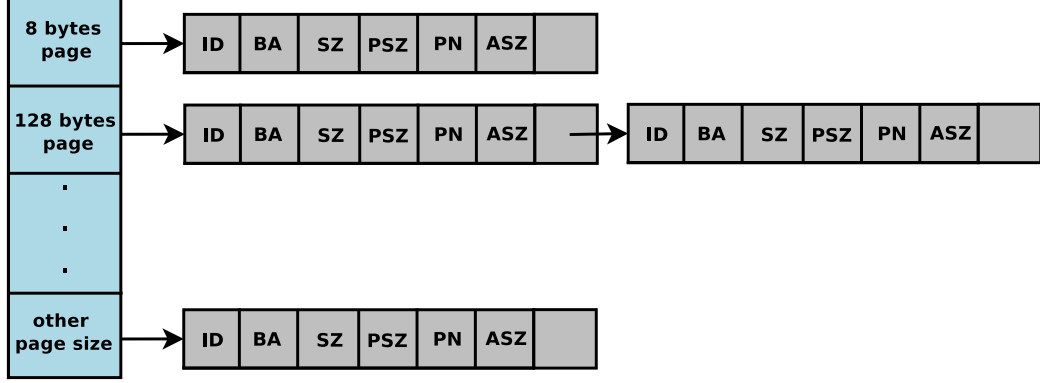 8 bytes
page
ID BA SZ PSZ PN ASZ
128 bytes
page
ID BA SZ PSZ PN ASZ
ID BA SZ PSZ PN ASZ
.
.
.
other
page size
ID BA SZ PSZ PN ASZ